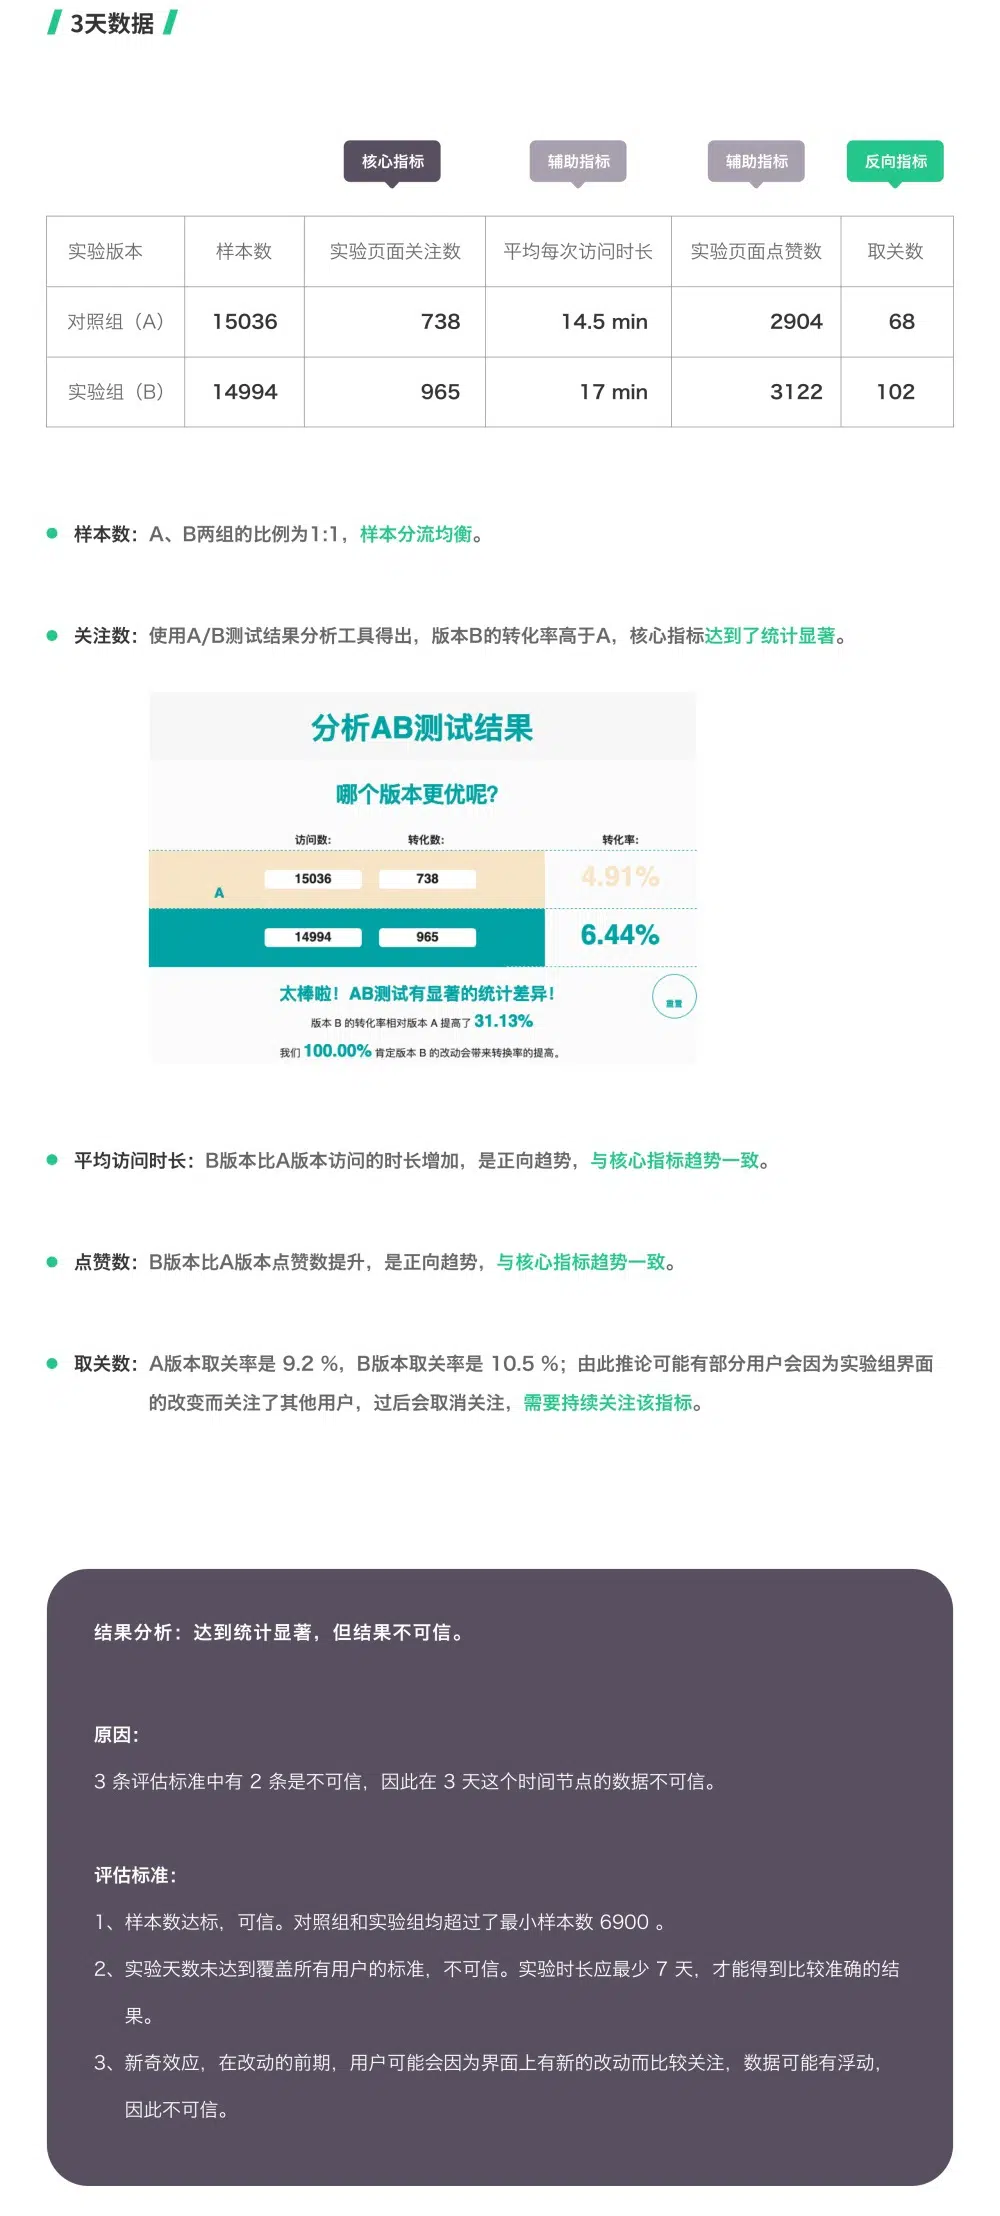 3天数据
核心指标 辅助指标 辅助指标 反向指标
实验版本 样本数 实验页面关注数 平均每次访问时长 实验页面点赞数 取关数
对照组（A） 15036 738 14.5 min 2904 68
实验组（B） 14994 965 17 min 3122 102
样本数：A、B两组的比例为1:1，样本分流均衡。
关注数：使用A/B测试结果分析工具得出，版本B的转化率高于A，核心指标达到了统计显著。
分析AB测试结果
哪个版本更优呢？
访问数: 转化数: 转化率:
A 15036 738 4.91%
14994 965 6.44%
太棒啦！AB测试有显著的统计差异！
版本 B 的转化率相对版本 A 提高了 31.13%
重置
我们 100.00% 肯定版本 B 的改动会带来转换率的提高。
平均访问时长：B版本比A版本访问的时长增加，是正向趋势，与核心指标趋势一致。
点赞数：B版本比A版本点赞数提升，是正向趋势，与核心指标趋势一致。
取关数：A版本取关率是 9.2 %，B版本取关率是 10.5 %；由此推论可能有部分用户会因为实验组界面
的改变而关注了其他用户，过后会取消关注，需要持续关注该指标。
结果分析：达到统计显著，但结果不可信。
原因：
3 条评估标准中有 2 条是不可信，因此在 3 天这个时间节点的数据不可信。
评估标准：
1、样本数达标，可信。对照组和实验组均超过了最小样本数 6900 。
2、实验天数未达到覆盖所有用户的标准，不可信。实验时长应最少 7 天，才能得到比较准确的结
果。
3、新奇效应，在改动的前期，用户可能会因为界面上有新的改动而比较关注，数据可能有浮动，
因此不可信。